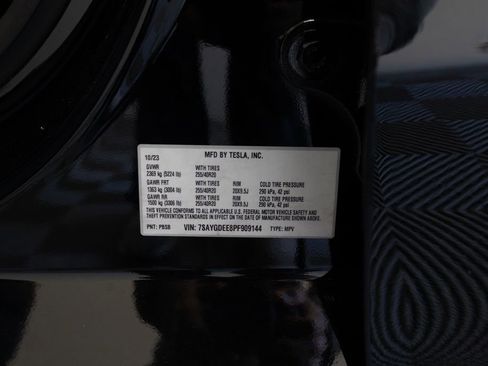 MFD BY TESLA, INC.
10/23
GVWR WITH TIRES
2369 kg (5224 lb) 255/40R20
GAWR FRT WITH TIRES RIM COLD TIRE PRESSURE
1363 kg (3004 lb) 255/40R20 20X9.5J 290 kPa, 42 psi
GAWR RR WITH TIRES RIM COLD TIRE PRESSURE
1500 kg (3306 lb) 255/40R20 20X9.5J 290 kPa, 42 psi
THIS VEHICLE CONFORMS TO ALL APPLICABLE U.S. FEDERAL MOTOR VEHICLE SAFETY AND
THEFT PREVENTION STANDARDS IN EFFECT ON THE DATE OF MANUFACTURE SHOWN ABOVE.
PNT: PBSB VIN: 7SAYGDEE8PF909144 TYPE: MPV